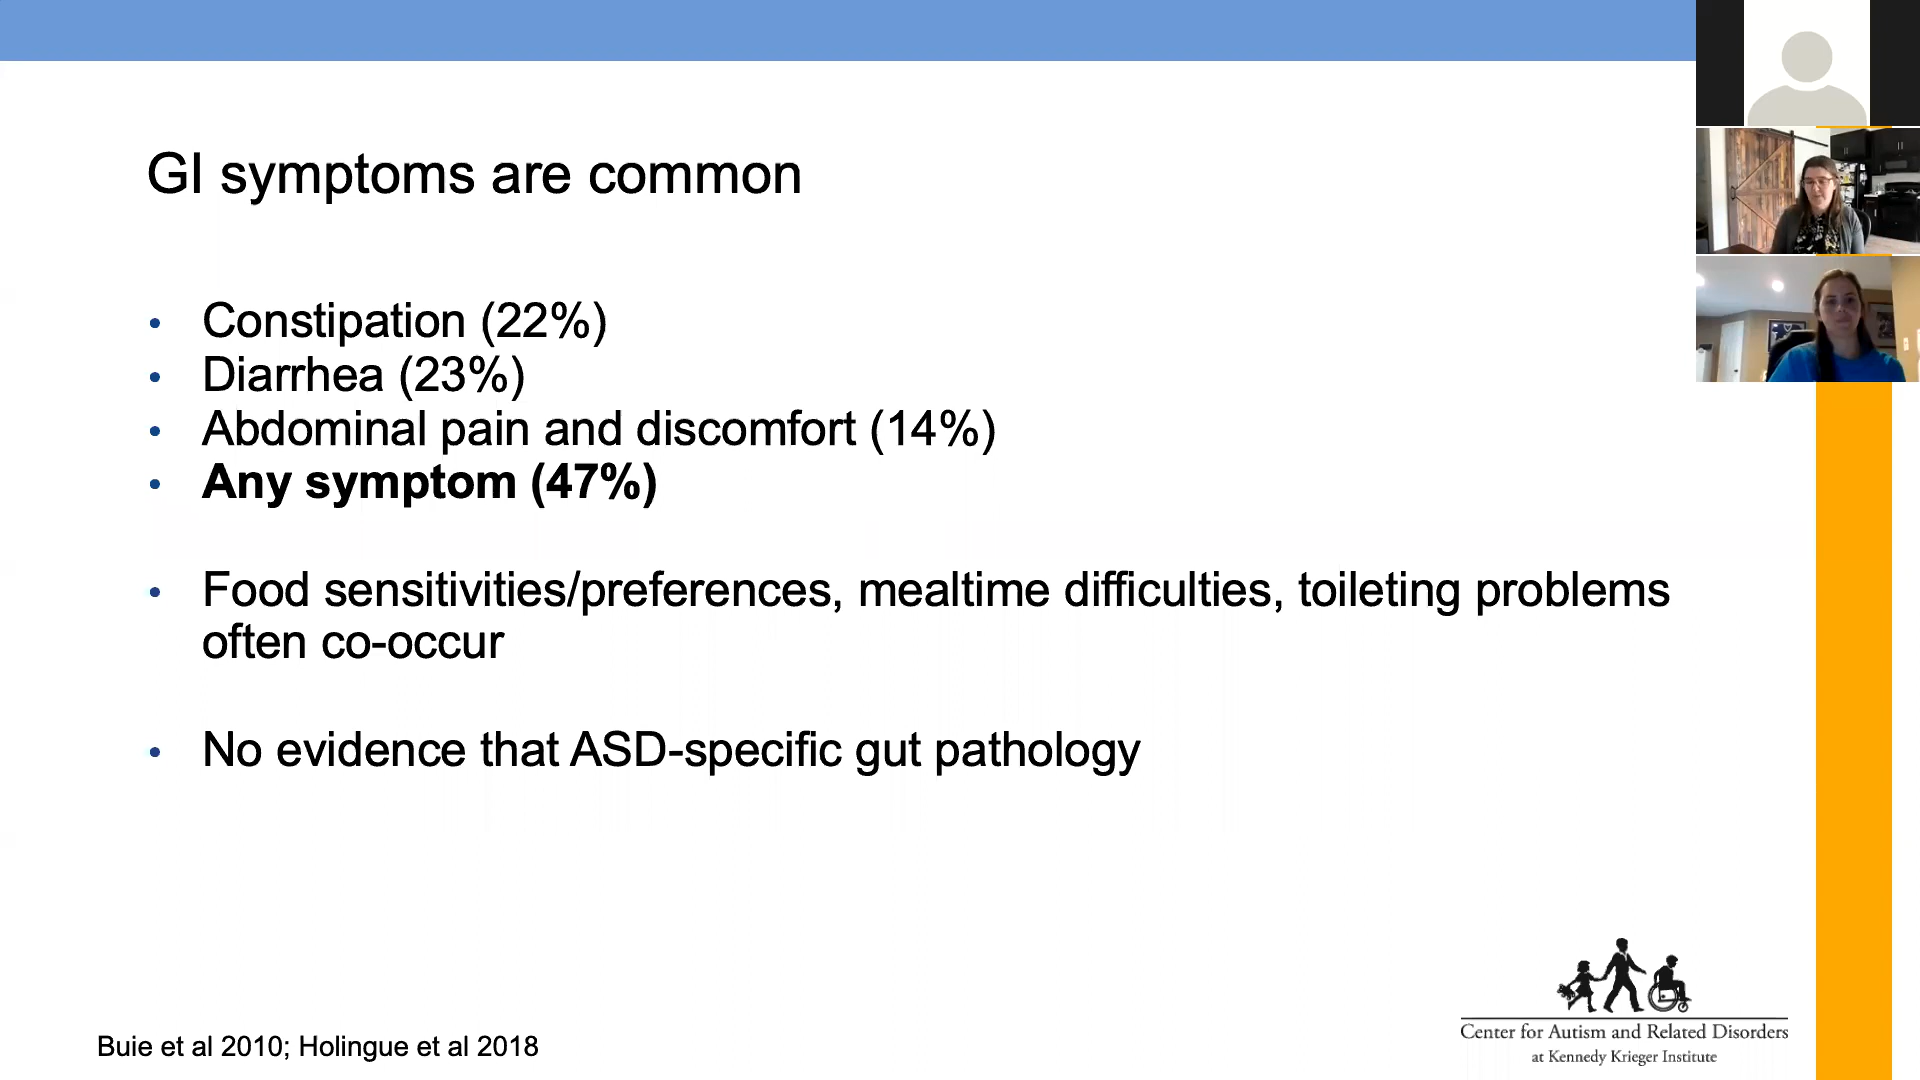 GI symptoms are common
• Constipation (22%)
• Diarrhea (23%)
• Abdominal pain and discomfort (14%)
• Any symptom (47%)
• Food sensitivities/preferences, mealtime difficulties, toileting problems
often co-occur
• No evidence that ASD-specific gut pathology
Buie et al 2010; Holingue et al 2018
Center for Autism and Related Disorders
at Kennedy Krieger Institute